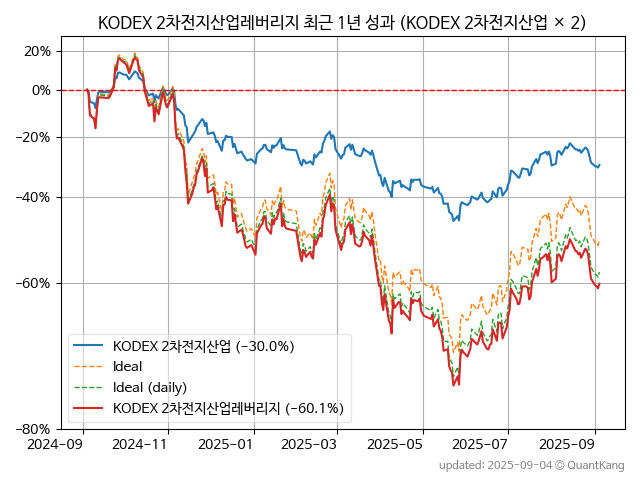 KODEX 2차전지산업레버리지 최근 1년 성과 (KODEX 2차전지산업 × 2)
20%
0%
−20%
−40%
−60%
−80%
KODEX 2차전지산업 (−30.0%)
Ideal
Ideal (daily)
KODEX 2차전지산업레버리지 (−60.1%)
2024-09 2024-11 2025-01 2025-03 2025-05 2025-07 2025-09
updated: 2025-09-04 © QuantKang